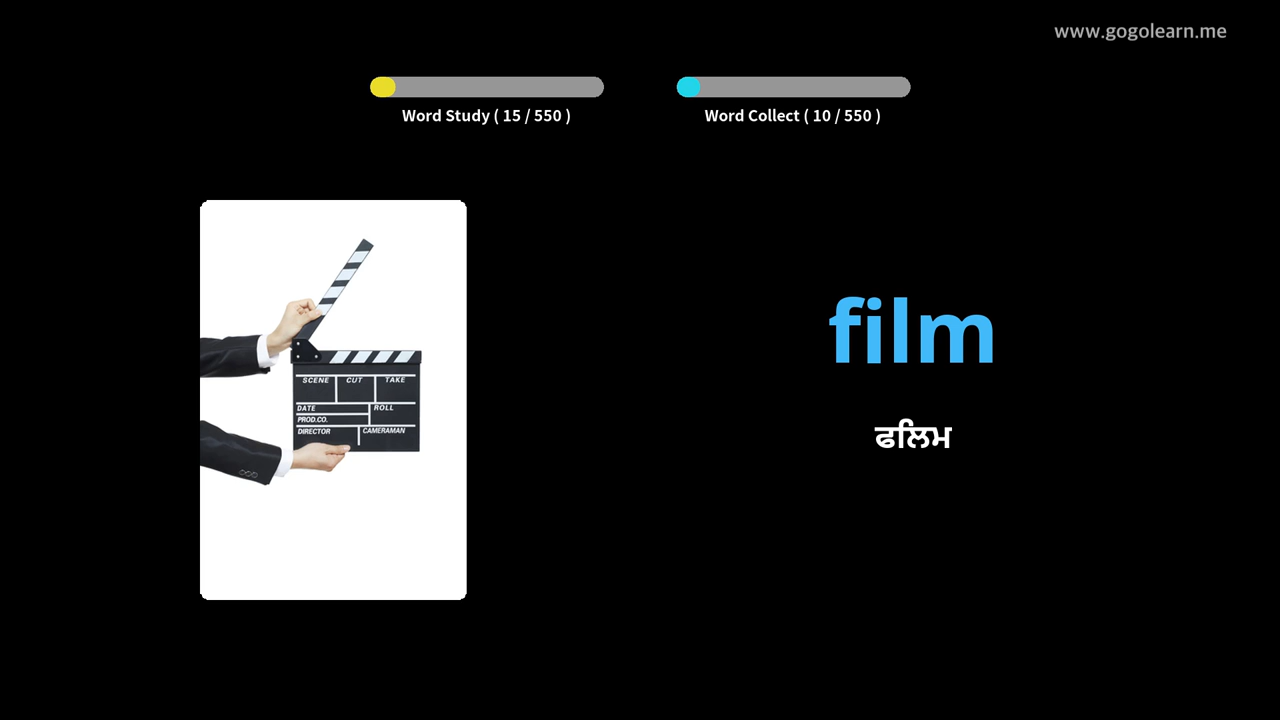 www.gogolearn.me
Word Study ( 15 / 550 )
Word Collect ( 10 / 550 )
SCENE CUT TAKE
DATE ROLL
PROD.CO.
DIRECTOR CAMERAMAN
film
ਫਲਿਮ